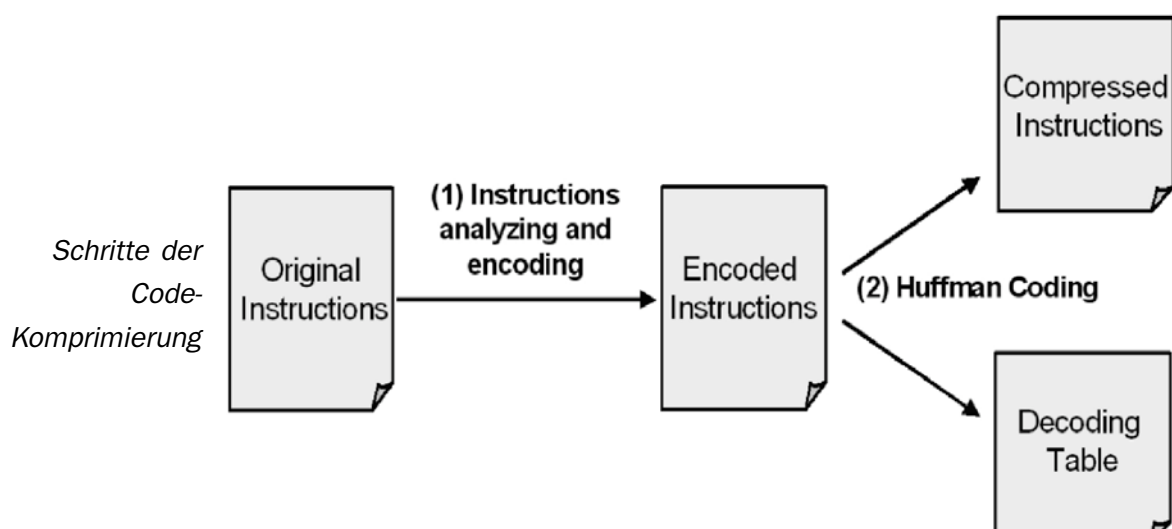 Schritte der
Code-
Komprimierung
Original
Instructions
(1) Instructions
analyzing and
encoding
Encoded
Instructions
(2) Huffman Coding
Compressed
Instructions
Decoding
Table